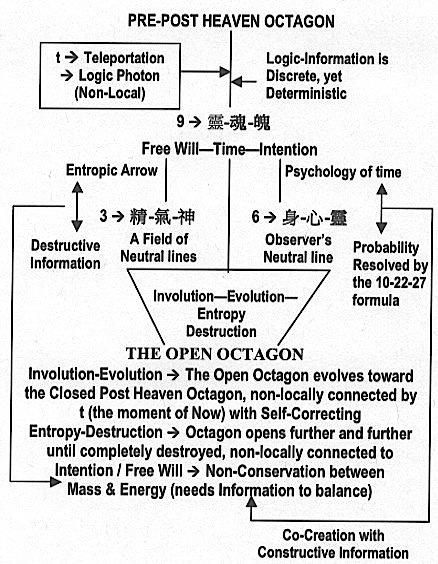 PRE-POST HEAVEN OCTAGON
t → Teleportation
→ Logic Photon
(Non-Local)
Logic-Information is
Discrete, yet
Deterministic
9 → 靈-魂-魄
Free Will—Time—Intention
Entropic Arrow
Psychology of time
3 → 精-氣-神
6 → 身-心-靈
Destructive
Information
A Field of
Neutral lines
Observer's
Neutral line
Probability
Resolved by
the 10-22-27
formula
Involution—Evolution—
Entropy
Destruction
THE OPEN OCTAGON
Involution-Evolution → The Open Octagon evolves toward
the Closed Post Heaven Octagon, non-locally connected by
t (the moment of Now) with Self-Correcting
Entropy-Destruction → Octagon opens further and further
until completely destroyed, non-locally connected to
Intention / Free Will → Non-Conservation between
Mass & Energy (needs Information to balance)
Co-Creation with
Constructive Information